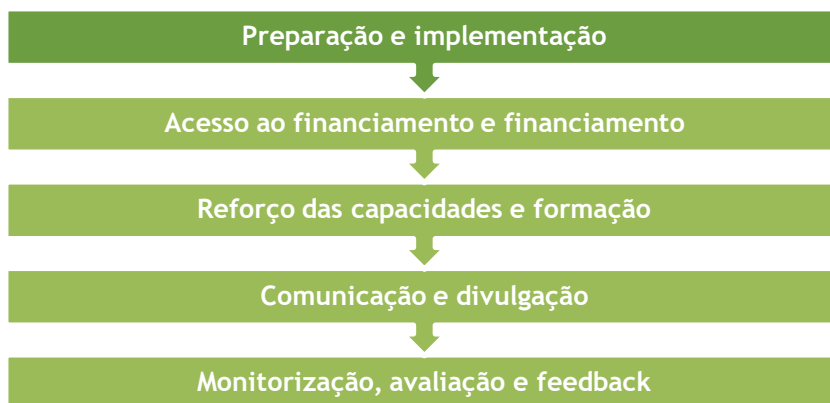 Preparação e implementação
Acesso ao financiamento e financiamento
Reforço das capacidades e formação
Comunicação e divulgação
Monitorização, avaliação e feedback